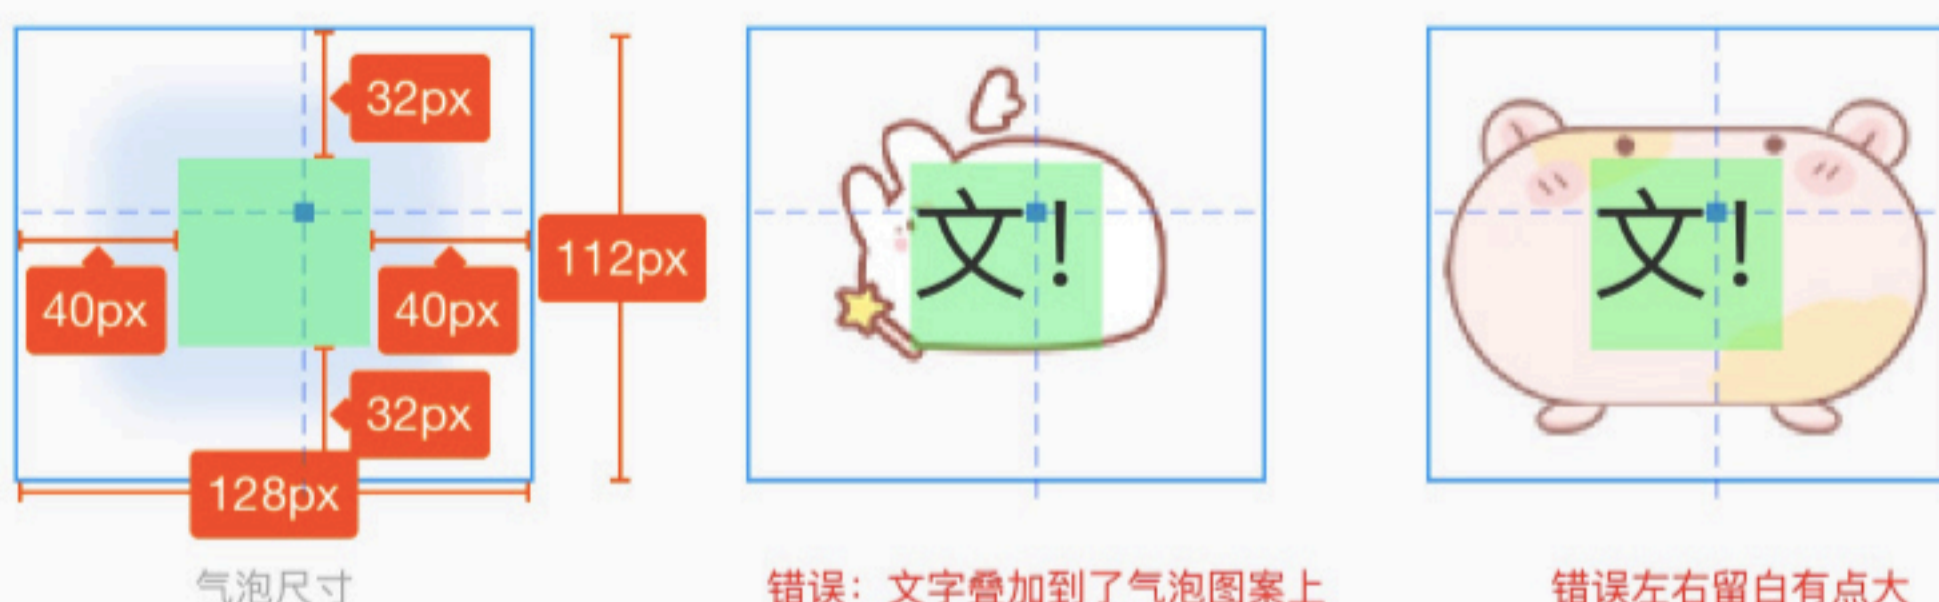 32px
112px
40px
40px
32px
128px
文!
文!
气泡尺寸
错误：文字叠加到了气泡图案上
错误左右留白有点大